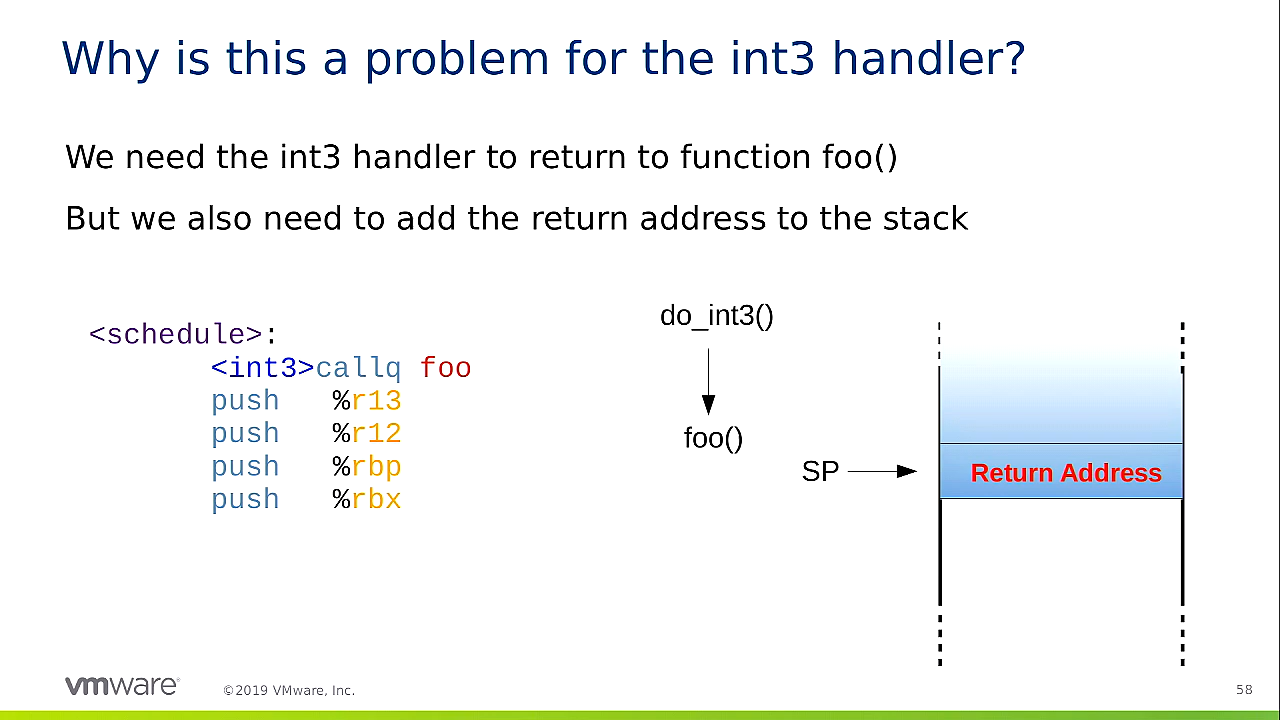 Why is this a problem for the int3 handler?
We need the int3 handler to return to function foo()
But we also need to add the return address to the stack
<schedule>:
<int3>callq foo
push %r13
push %r12
push %rbp
push %rbx
do_int3()
foo()
SP
Return Address
vmware
©2019 VMware, Inc.
58